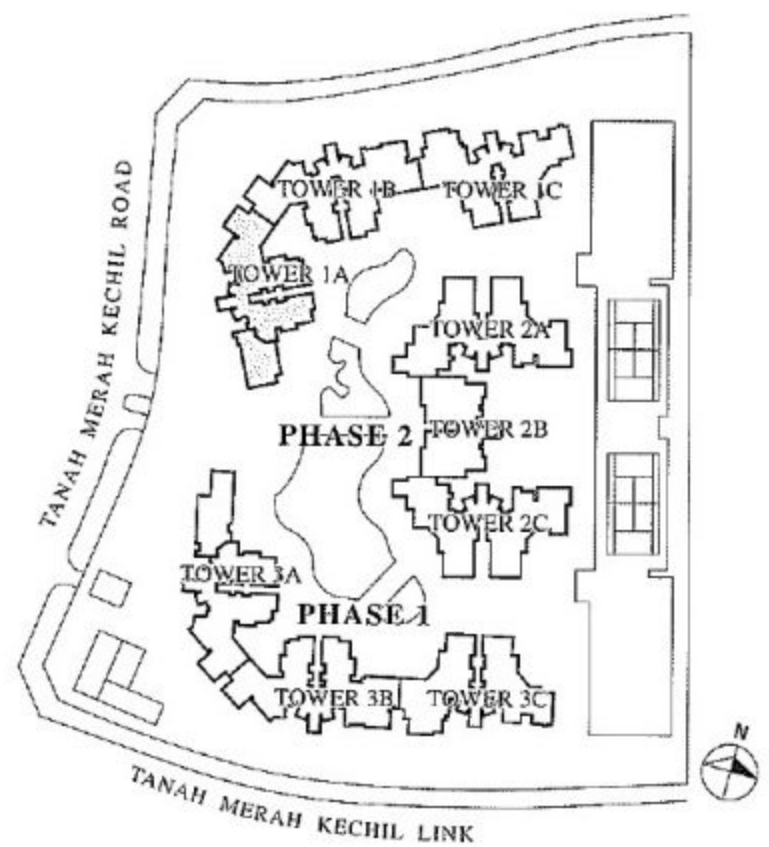 TOWER 1B
TOWER 1C
TOWER 1A
TOWER 2A
PHASE 2
TOWER 2B
TOWER 2C
TOWER 3A
PHASE 1
TOWER 3B
TOWER 3C
TANAH MERAH KECHIL ROAD
TANAH MERAH KECHIL LINK
N